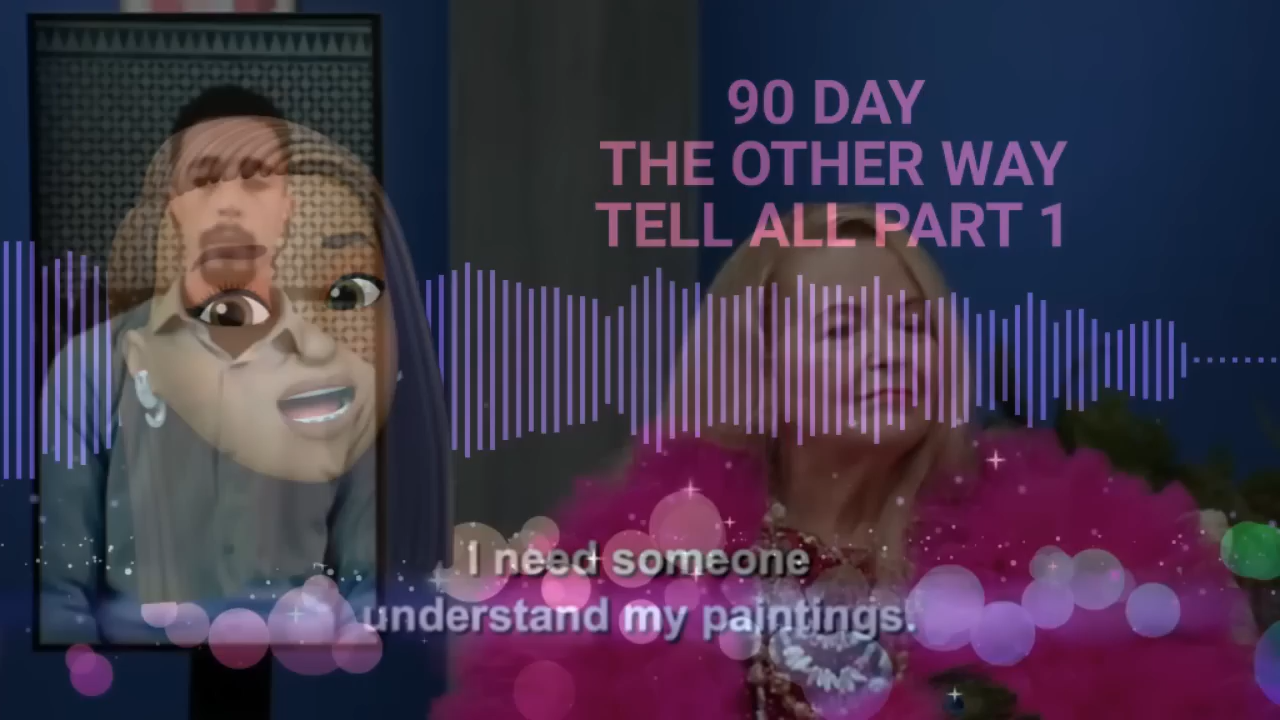 90 DAY
THE OTHER WAY
TELL ALL PART 1
I need someone
understand my paintings.